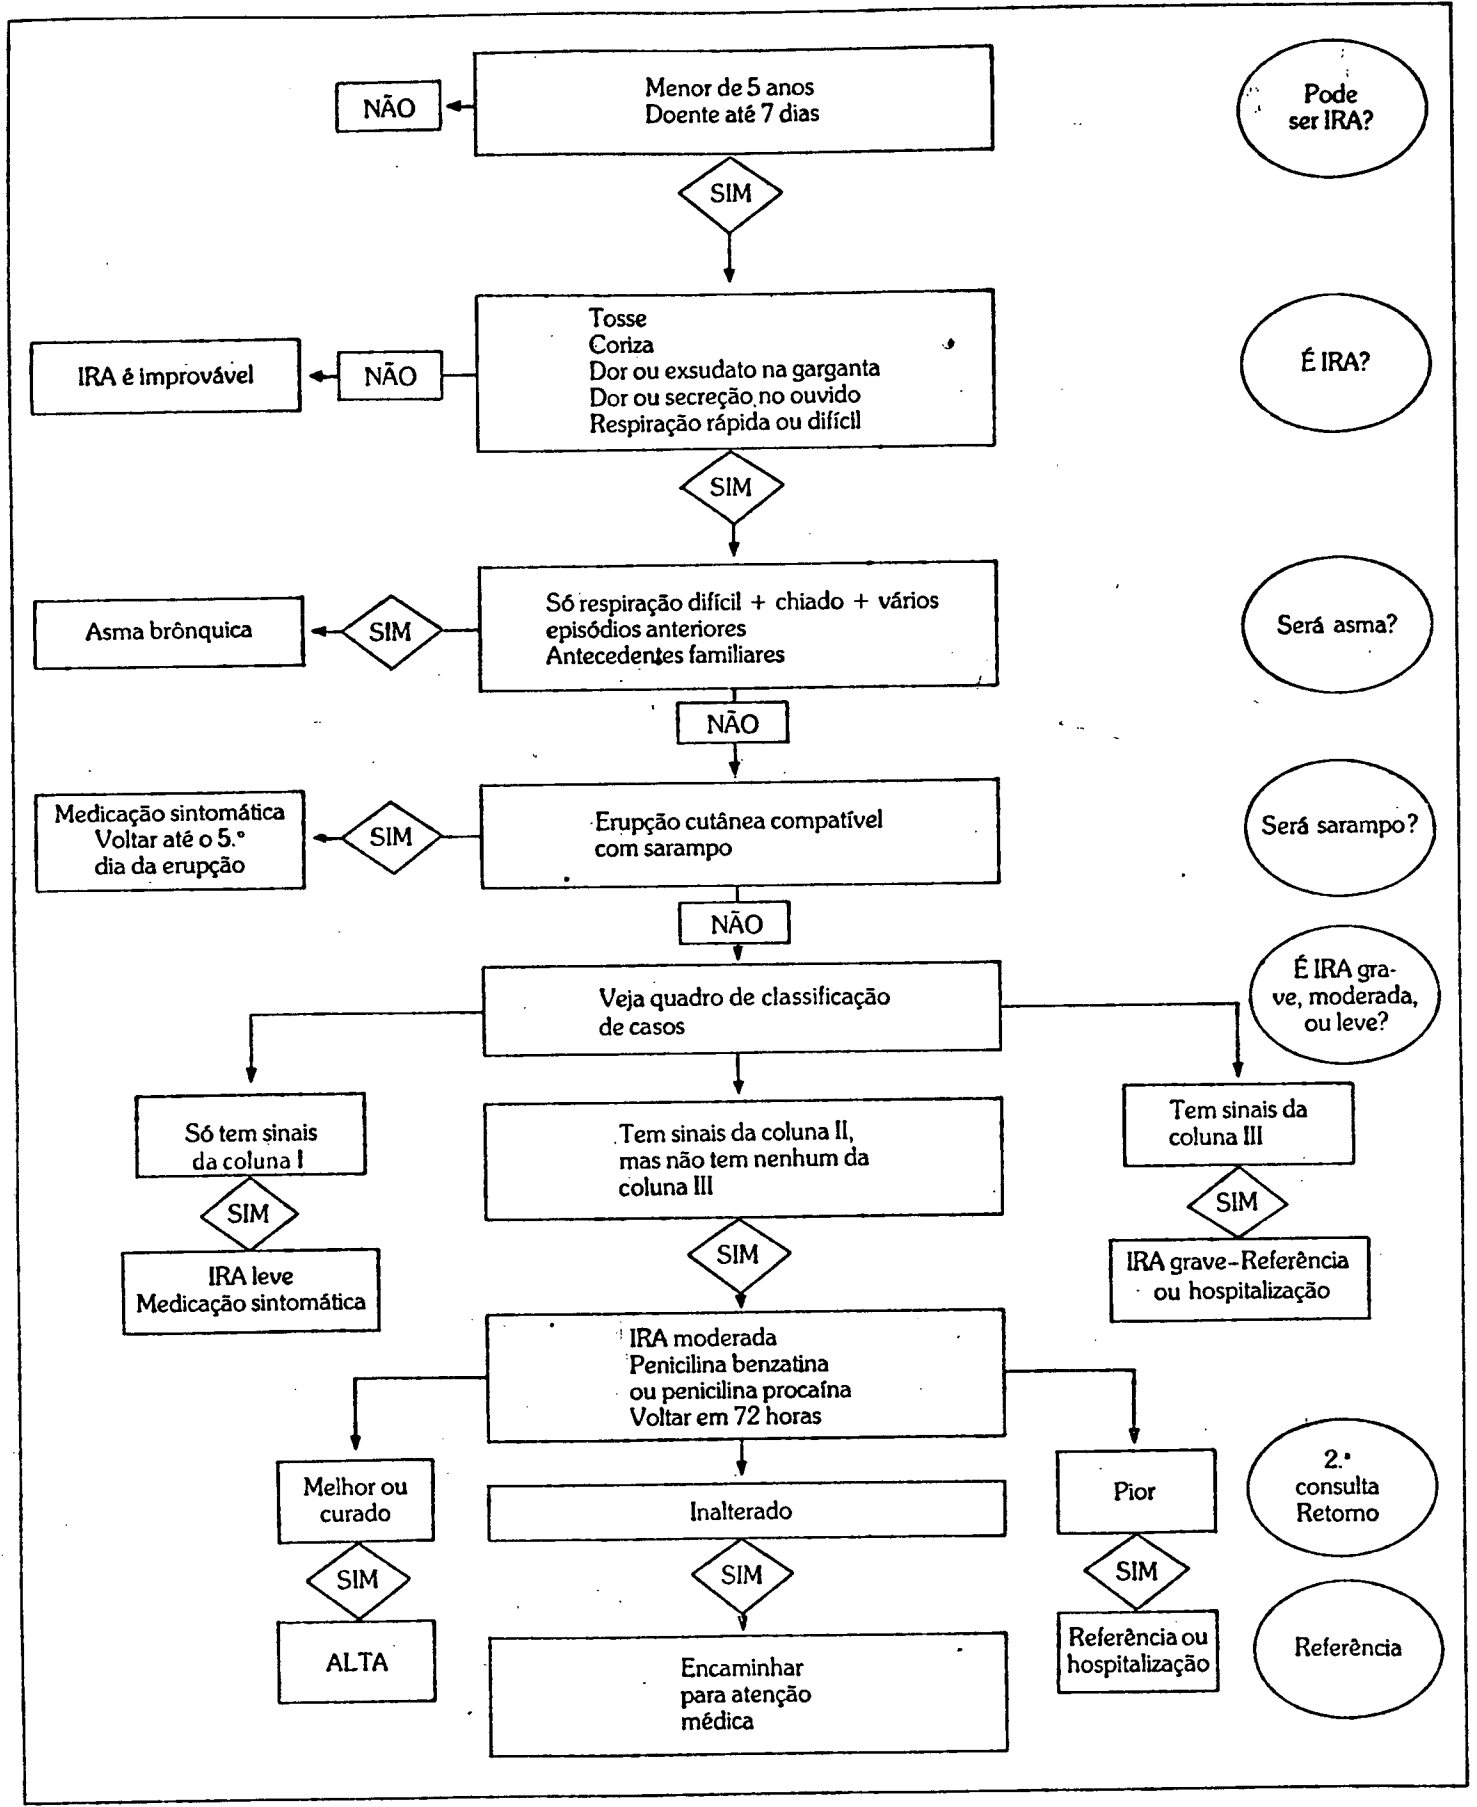 NÃO
Menor de 5 anos
Doente até 7 dias
Pode
ser IRA?
SIM
IRA é improvável
NÃO
Tosse
Coriza
Dor ou exsudato na garganta
Dor ou secreção no ouvido
Respiração rápida ou difícil
É IRA?
SIM
Asma brônquica
SIM
Só respiração difícil + chiado + vários
episódios anteriores
Antecedentes familiares
Será asma?
NÃO
Medicação sintomática
Voltar até o 5.º
dia da erupção
SIM
Erupção cutânea compatível
com sarampo
Será sarampo?
NÃO
Veja quadro de classificação
de casos
É IRA gra-
ve, moderada,
ou leve?
Só tem sinais
da coluna I
Tem sinais da coluna II,
mas não tem nenhum da
coluna III
Tem sinais da
coluna III
SIM
SIM
SIM
IRA leve
Medicação sintomática
IRA grave-Referência
ou hospitalização
IRA moderada
Penicilina benzatina
ou penicilina procaína
Voltar em 72 horas
Melhor ou
curado
Inalterado
Pior
2.ª
consulta
Retorno
SIM
SIM
SIM
ALTA
Encaminhar
para atenção
médica
Referência ou
hospitalização
Referência